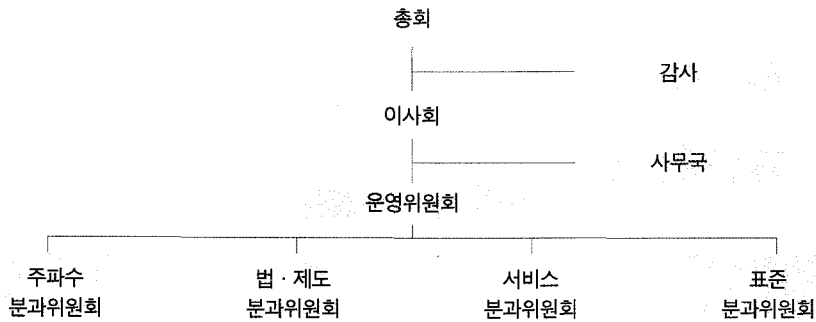 총회
감사
이사회
사무국
운영위원회
주파수 분과위원회
법 · 제도 분과위원회
서비스 분과위원회
표준 분과위원회